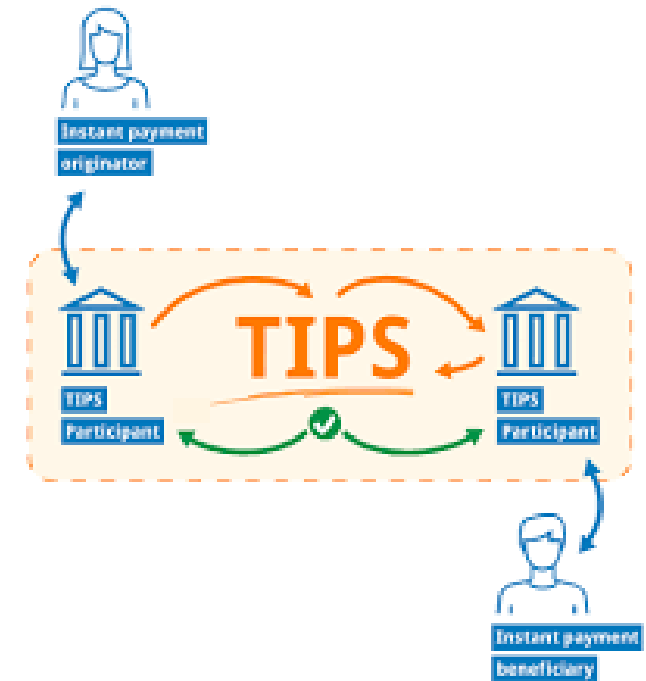 Instant payment
originator
TIPS
TIPS
Participant
TIPS
Participant
Instant payment
beneficiary